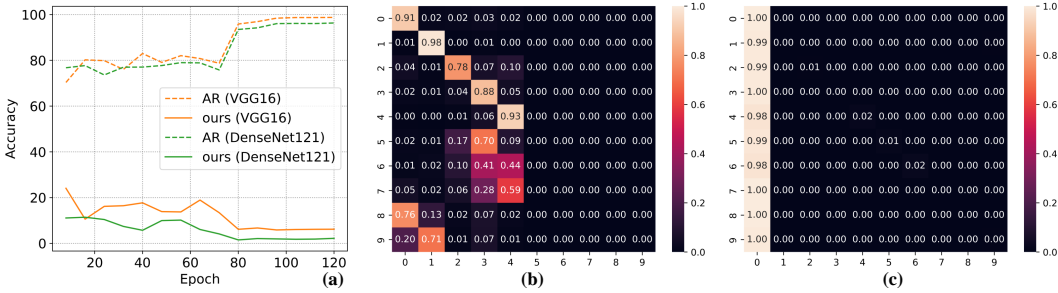 100
80
60
40
20
0
Accuracy
AR (VGG16)
ours (VGG16)
AR (DenseNet121)
ours (DenseNet121)
20 40 60 80 100 120
Epoch
(a)
0 0.91 0.02 0.02 0.03 0.02 0.00 0.00 0.00 0.00 0.00
1 0.01 0.98 0.00 0.01 0.00 0.00 0.00 0.00 0.00 0.00
2 0.04 0.01 0.78 0.07 0.10 0.00 0.00 0.00 0.00 0.00
3 0.02 0.01 0.04 0.88 0.05 0.00 0.00 0.00 0.00 0.00
4 0.00 0.00 0.01 0.06 0.93 0.00 0.00 0.00 0.00 0.00
5 0.02 0.01 0.17 0.70 0.09 0.00 0.00 0.00 0.00 0.00
6 0.01 0.02 0.10 0.41 0.44 0.00 0.00 0.00 0.00 0.00
7 0.05 0.02 0.06 0.28 0.59 0.00 0.00 0.00 0.00 0.00
8 0.76 0.13 0.02 0.07 0.02 0.00 0.00 0.00 0.00 0.00
9 0.20 0.71 0.01 0.07 0.01 0.00 0.00 0.00 0.00 0.00
0 1 2 3 4 5 6 7 8 9
(b)
1.0
0.8
0.6
0.4
0.2
0.0
0 1.00 0.00 0.00 0.00 0.00 0.00 0.00 0.00 0.00 0.00
1 0.99 0.00 0.00 0.00 0.00 0.00 0.00 0.00 0.00 0.00
2 0.99 0.00 0.01 0.00 0.00 0.00 0.00 0.00 0.00 0.00
3 1.00 0.00 0.00 0.00 0.00 0.00 0.00 0.00 0.00 0.00
4 0.98 0.00 0.00 0.00 0.02 0.00 0.00 0.00 0.00 0.00
5 0.99 0.00 0.00 0.00 0.00 0.01 0.00 0.00 0.00 0.00
6 0.98 0.00 0.00 0.00 0.00 0.00 0.02 0.00 0.00 0.00
7 1.00 0.00 0.00 0.00 0.00 0.00 0.00 0.00 0.00 0.00
8 1.00 0.00 0.00 0.00 0.00 0.00 0.00 0.00 0.00 0.00
9 1.00 0.00 0.00 0.00 0.00 0.00 0.00 0.00 0.00 0.00
0 1 2 3 4 5 6 7 8 9
(c)
1.0
0.8
0.6
0.4
0.2
0.0